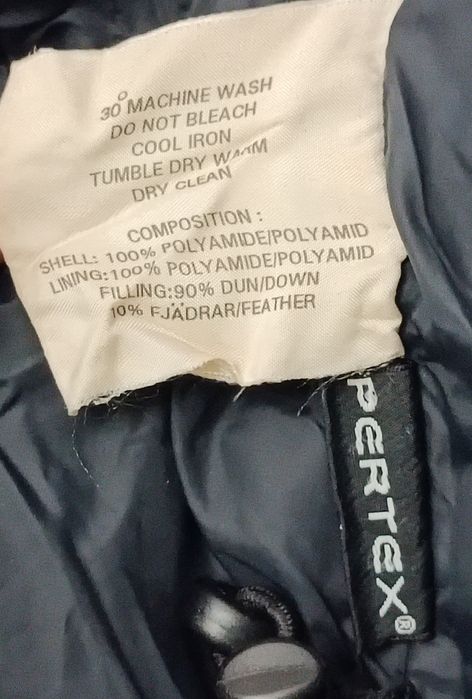 30° MACHINE WASH
DO NOT BLEACH
COOL IRON
TUMBLE DRY WARM
DRY CLEAN
COMPOSITION :
SHELL: 100% POLYAMIDE/POLYAMID
LINING:100% POLYAMIDE/POLYAMID
FILLING:90% DUN/DOWN
10% FJÄDRAR/FEATHER
PERTEX®